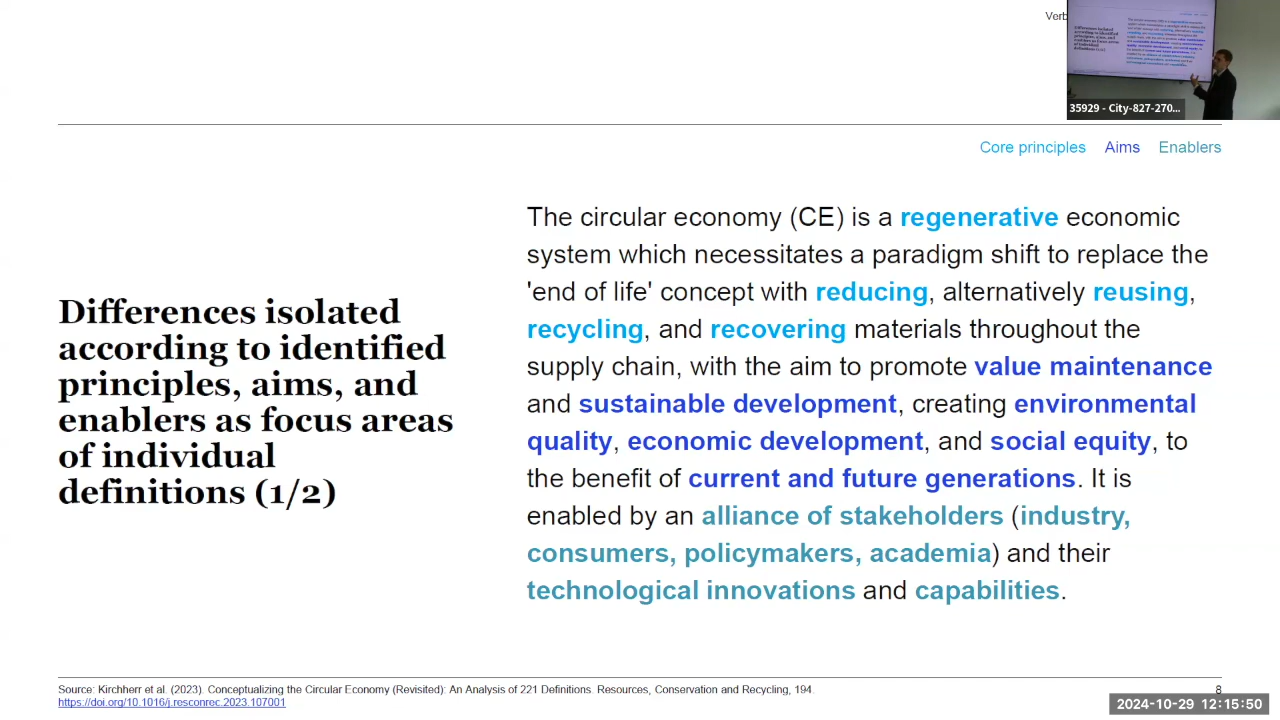 Verb
35929 - City-827-270...
Core principles Aims Enablers
Differences isolated
according to identified
principles, aims, and
enablers as focus areas
of individual
definitions (1/2)
The circular economy (CE) is a regenerative economic
system which necessitates a paradigm shift to replace the
'end of life' concept with reducing, alternatively reusing,
recycling, and recovering materials throughout the
supply chain, with the aim to promote value maintenance
and sustainable development, creating environmental
quality, economic development, and social equity, to
the benefit of current and future generations. It is
enabled by an alliance of stakeholders (industry,
consumers, policymakers, academia) and their
technological innovations and capabilities.
Source: Kirchherr et al. (2023). Conceptualizing the Circular Economy (Revisited): An Analysis of 221 Definitions. Resources, Conservation and Recycling, 194.
https://doi.org/10.1016/j.resconrec.2023.107001
8
2024-10-29 12:15:50